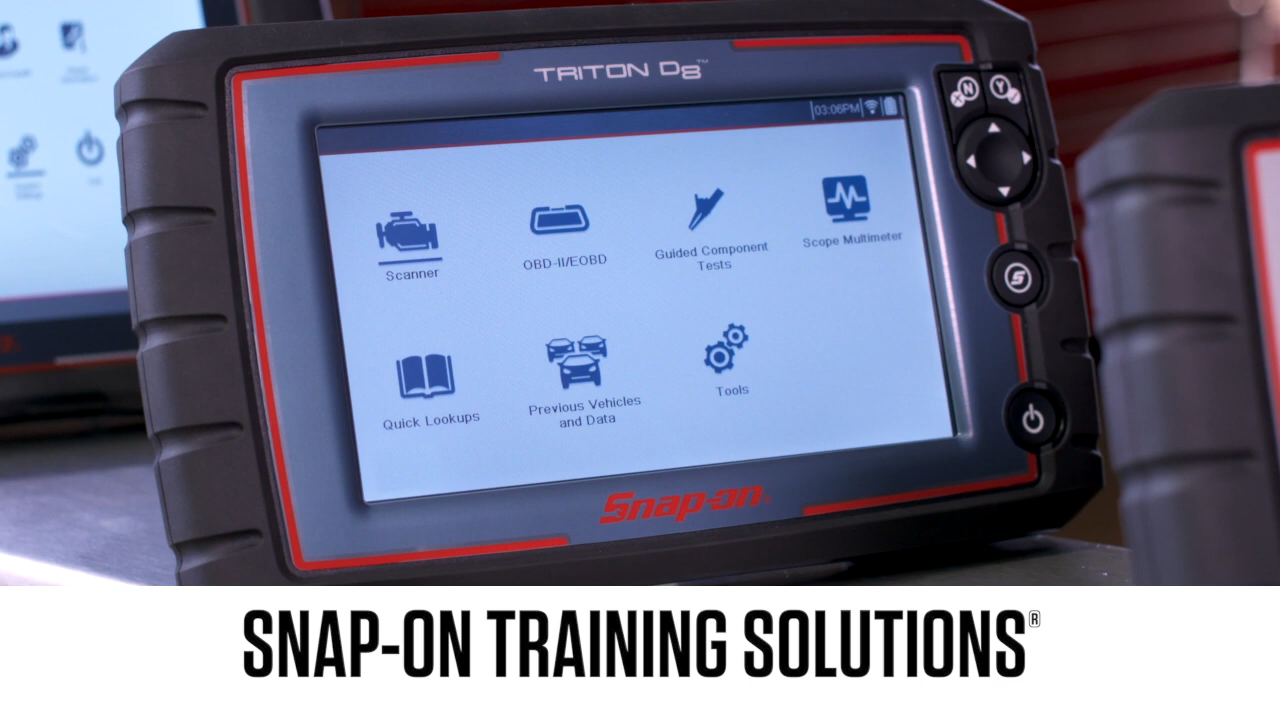 TRITON D8™
03:06PM
N
X
Y
Scanner
OBD-II/EOBD
Guided Component
Tests
Scope Multimeter
Quick Lookups
Previous Vehicles
and Data
Tools
Snap-on®
SNAP-ON TRAINING SOLUTIONS®